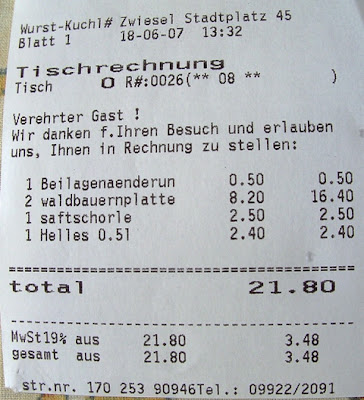 Wurst-Kuchl# Zwiesel Stadtplatz 45
Blatt 1 18-06-07 13:32
Tischrechnung
Tisch 0 R#:0026(** 08 ** )
Verehrter Gast !
Wir danken f.Ihren Besuch und erlauben
uns, Ihnen in Rechnung zu stellen:
1 Beilagenaenderun 0.50 0.50
2 waldbauernplatte 8.20 16.40
1 saftschorle 2.50 2.50
1 Helles 0.5l 2.40 2.40
====================================
total 21.80
------------------------------------
MwSt19% aus 21.80 3.48
gesamt aus 21.80 3.48
str.nr. 170 253 90946Tel.: 09922/2091